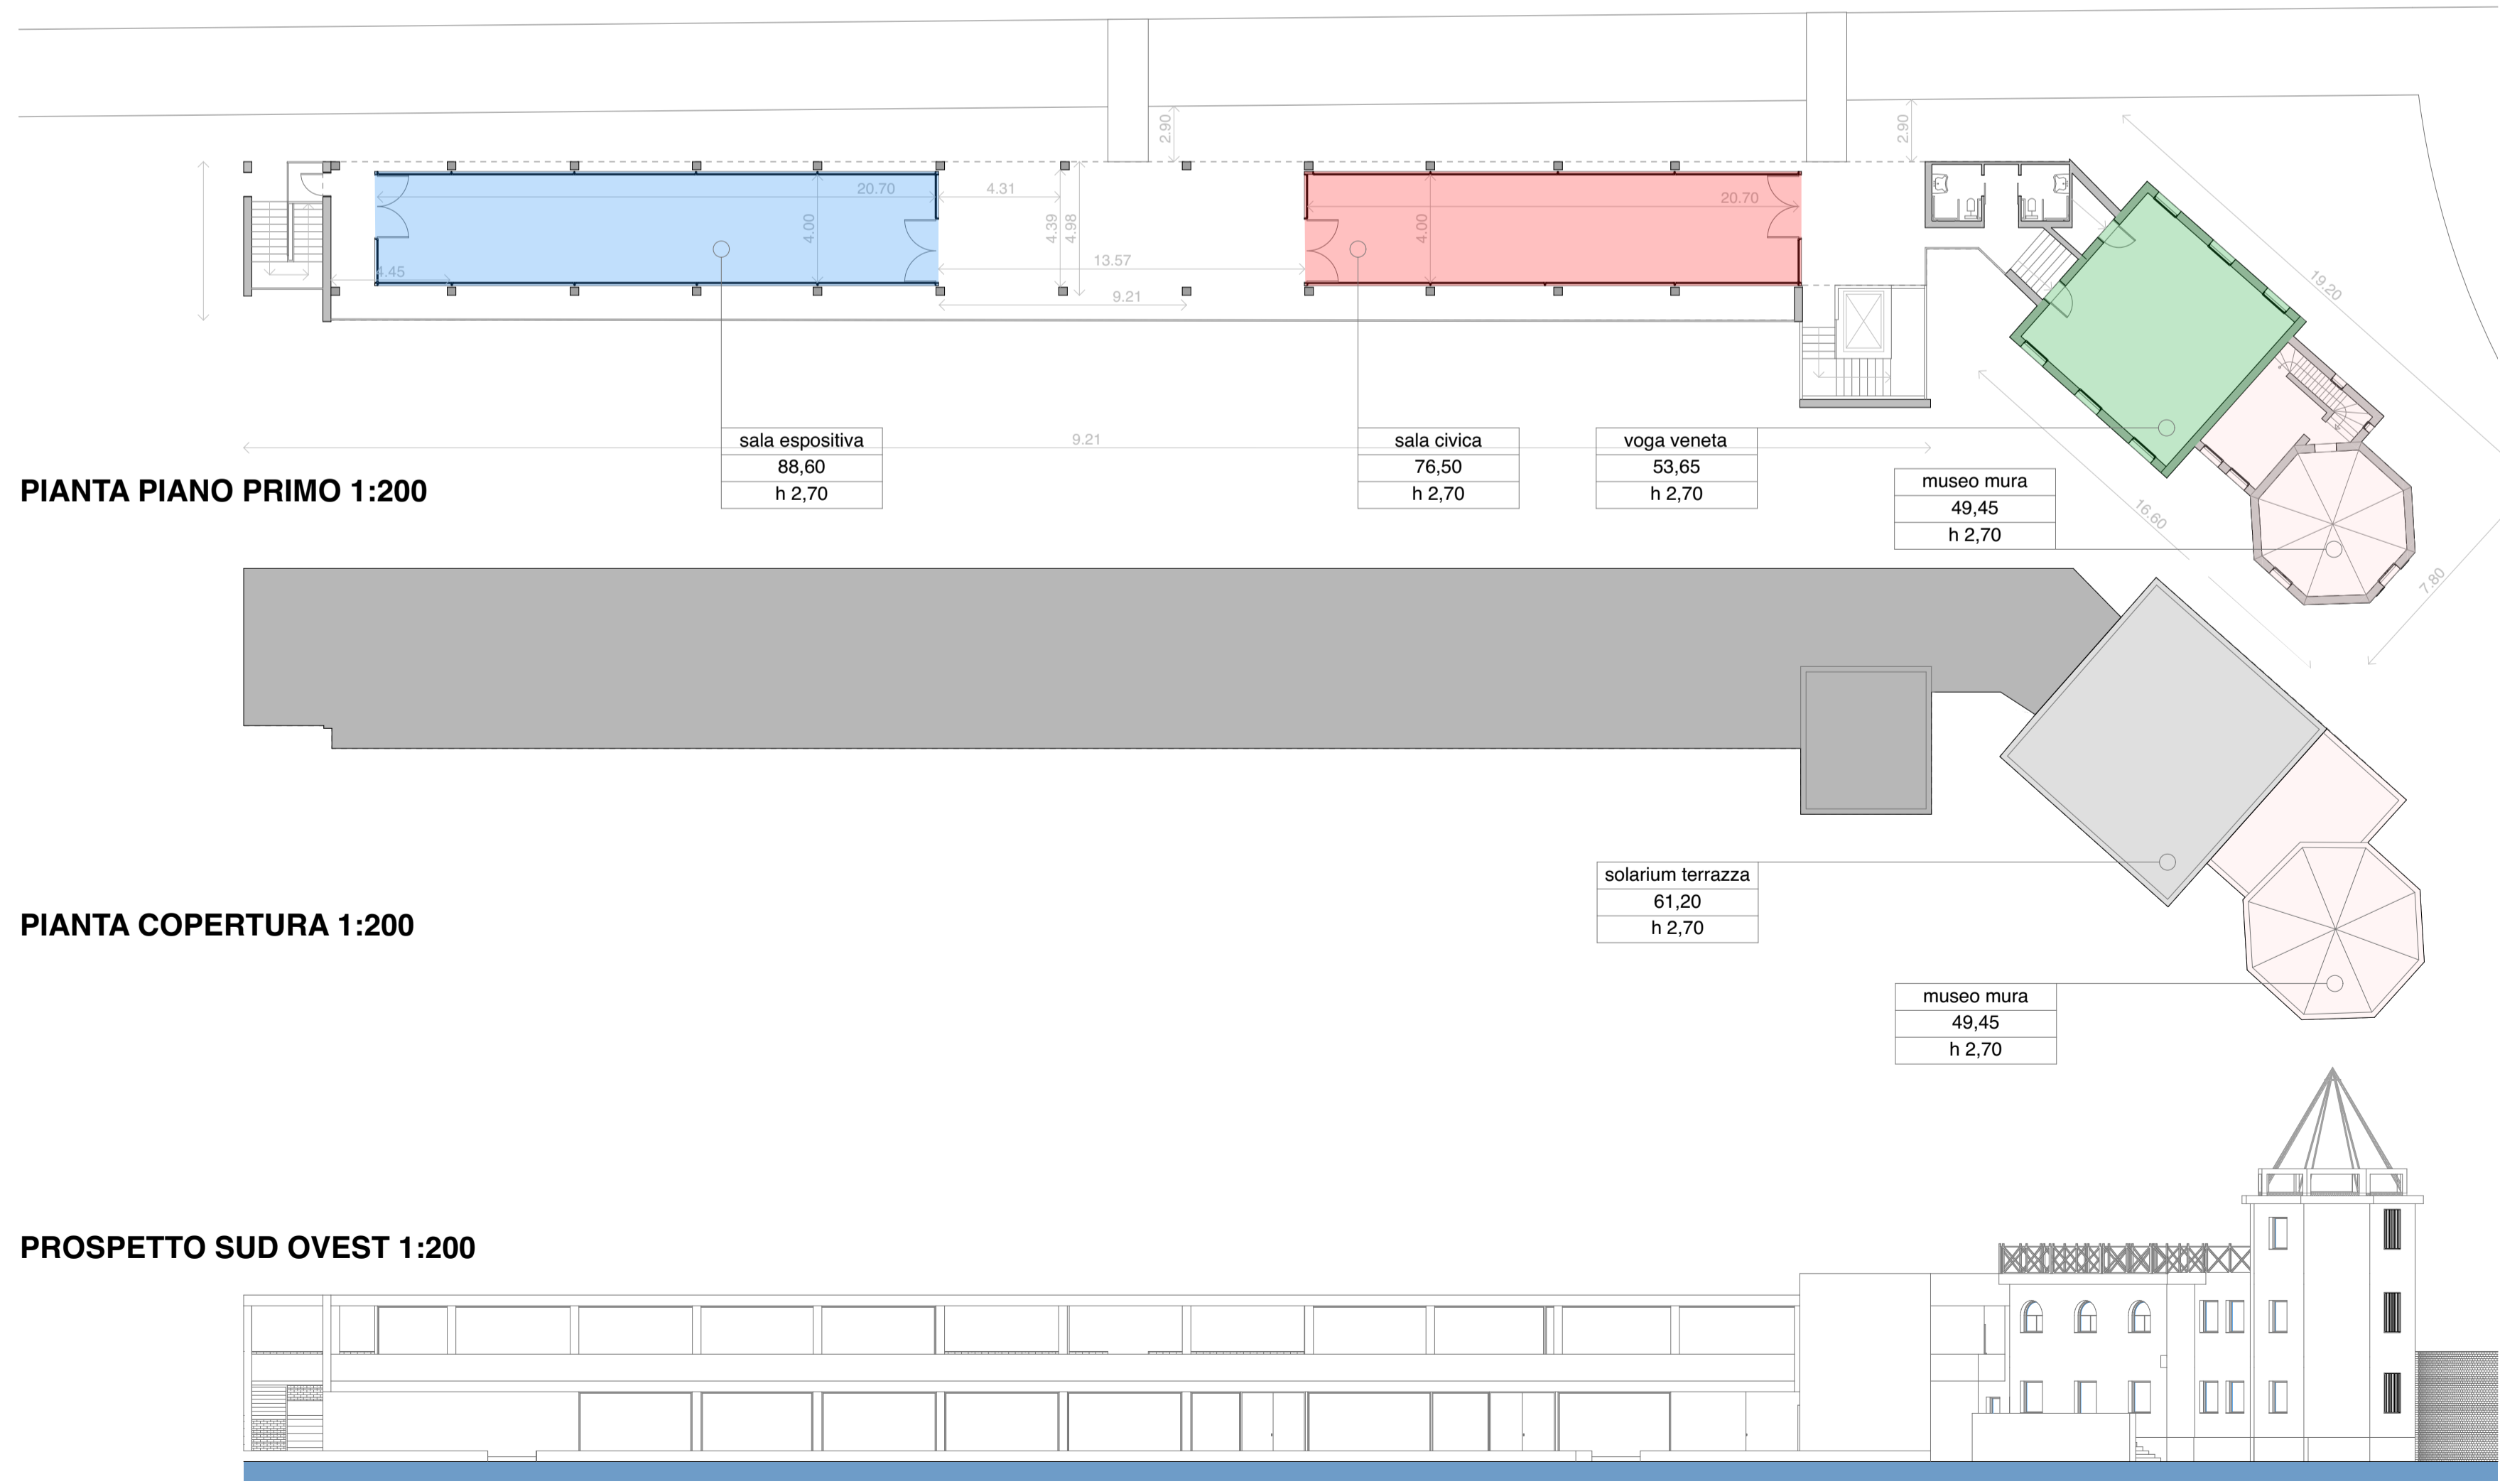 2.90
2.90
20.70
4.31
20.70
4.00
4.39
4.98
4.00
13.57
4.45
9.21
19.20
9.21
sala espositiva
88,60
h 2,70
sala civica
76,50
h 2,70
voga veneta
53,65
h 2,70
museo mura
49,45
h 2,70
PIANTA PIANO PRIMO 1:200
16.60
7.80
solarium terrazza
61,20
h 2,70
PIANTA COPERTURA 1:200
museo mura
49,45
h 2,70
PROSPETTO SUD OVEST 1:200